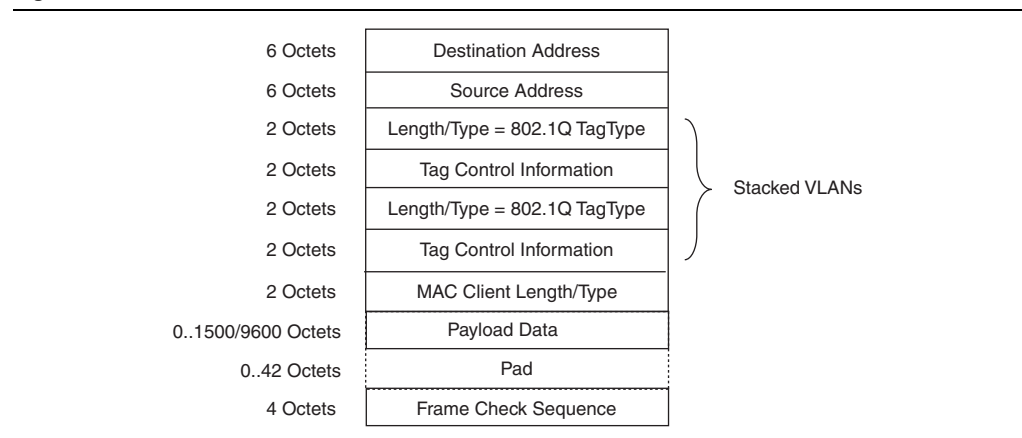 6 Octets Destination Address
6 Octets Source Address
2 Octets Length/Type = 802.1Q TagType
2 Octets Tag Control Information
2 Octets Length/Type = 802.1Q TagType
2 Octets Tag Control Information
2 Octets MAC Client Length/Type
0..1500/9600 Octets Payload Data
0..42 Octets Pad
4 Octets Frame Check Sequence
Stacked VLANs